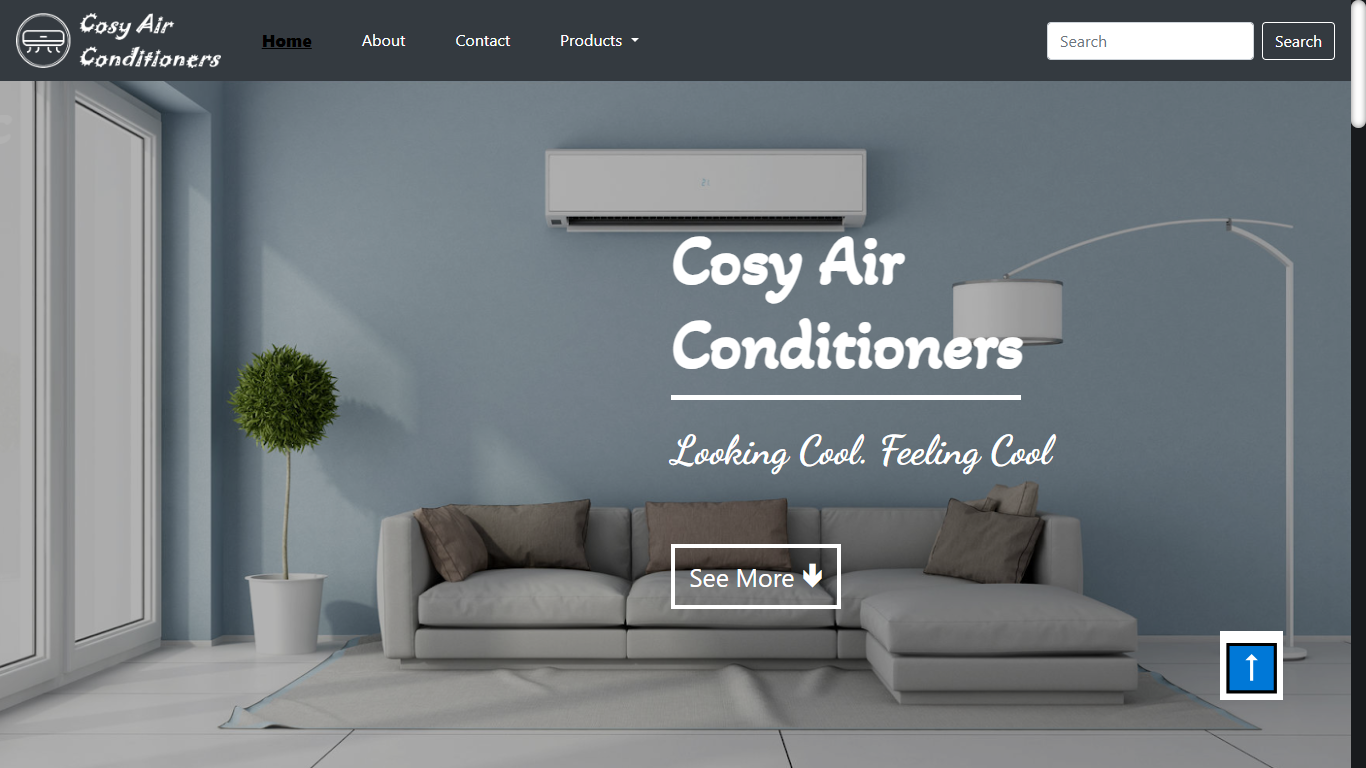 Cosy Air
Conditioners
Home
About
Contact
Products
Search
Search
Cosy Air
Conditioners
Looking Cool. Feeling Cool
See More